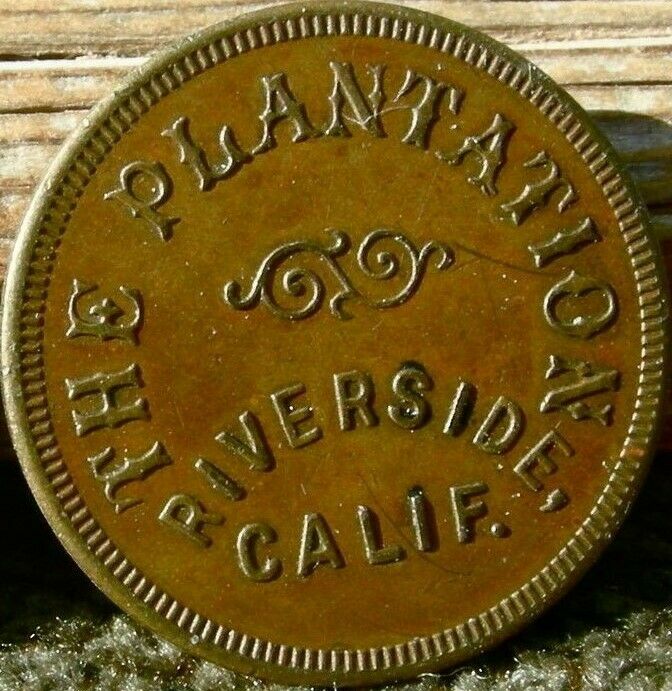 THE PLANTATION
RIVERSIDE,
CALIF.